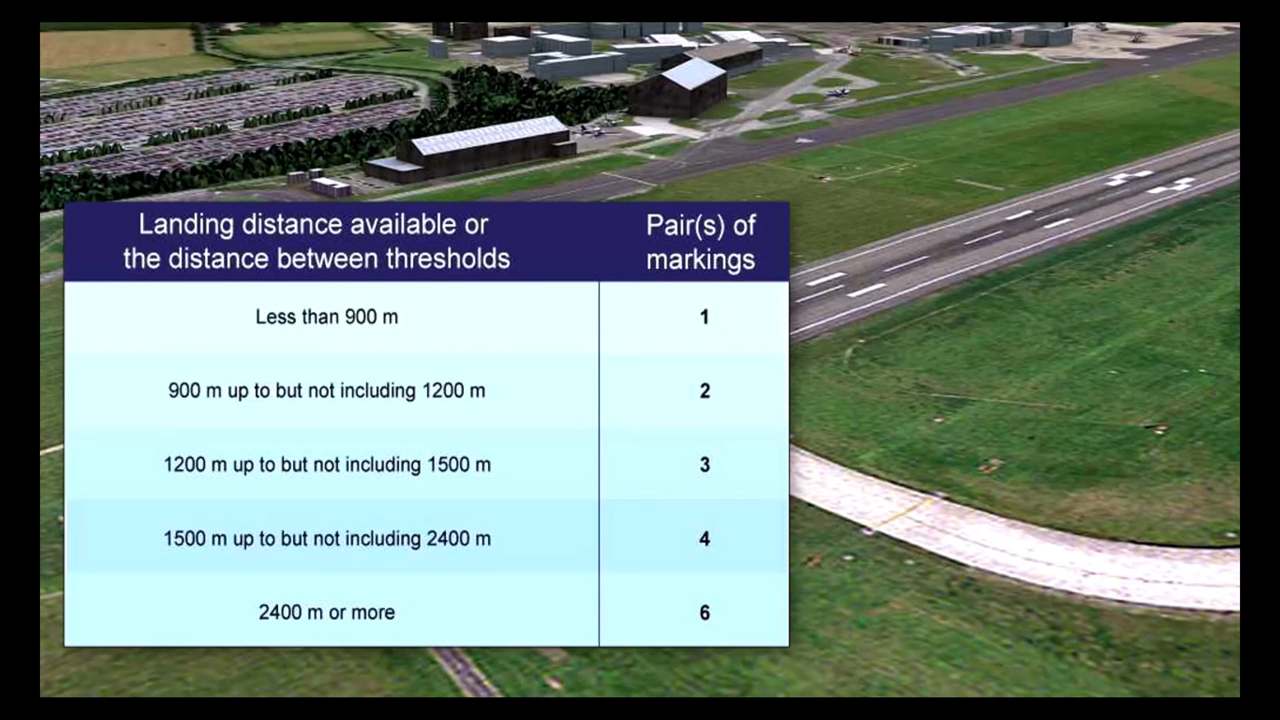 Landing distance available or
the distance between thresholds
Pair(s) of
markings
Less than 900 m
1
900 m up to but not including 1200 m
2
1200 m up to but not including 1500 m
3
1500 m up to but not including 2400 m
4
2400 m or more
6